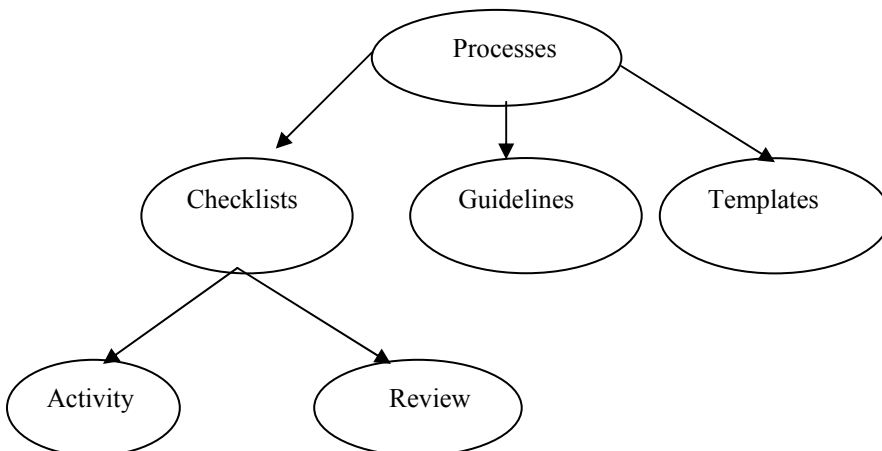 Processes
Checklists
Guidelines
Templates
Activity
Review